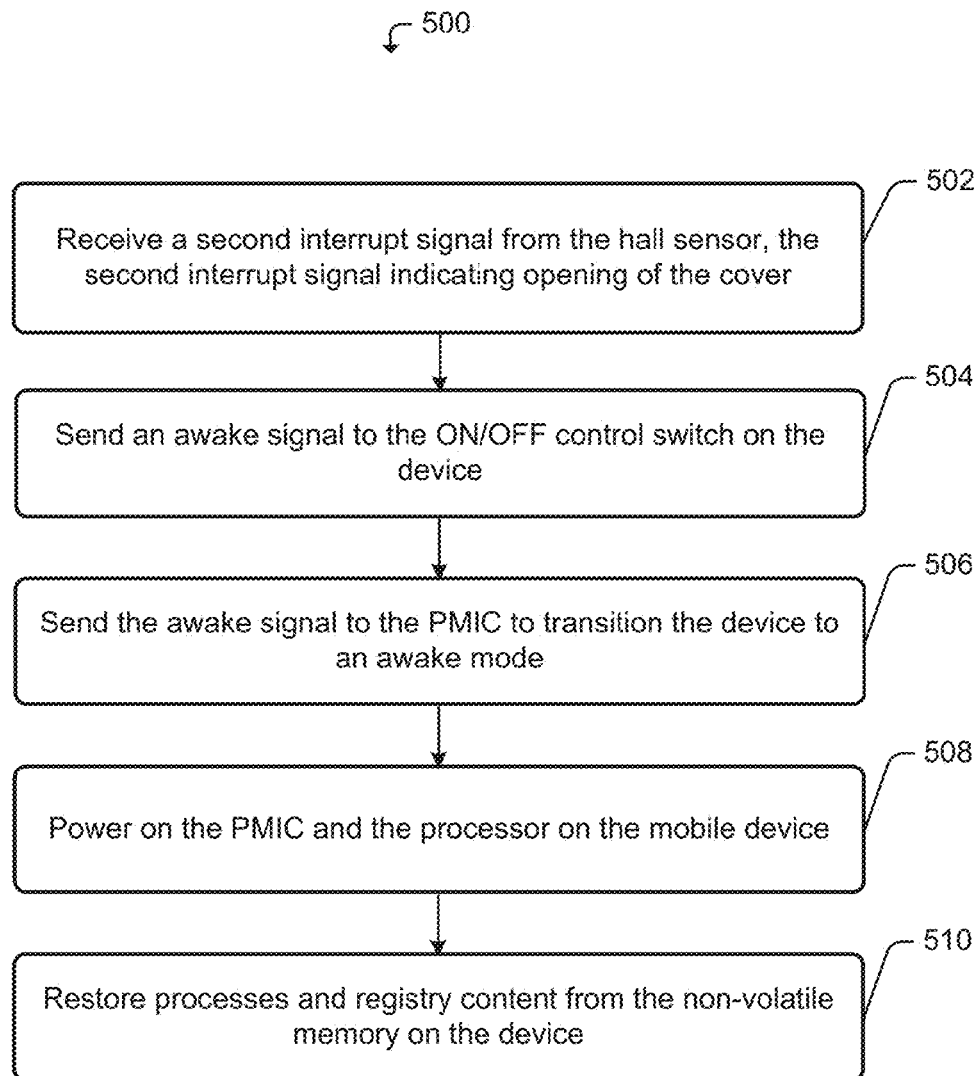 500
502
Receive a second interrupt signal from the hall sensor, the
second interrupt signal indicating opening of the cover
504
Send an awake signal to the ON/OFF control switch on the
device
506
Send the awake signal to the PMIC to transition the device to
an awake mode
508
Power on the PMIC and the processor on the mobile device
510
Restore processes and registry content from the non-volatile
memory on the device